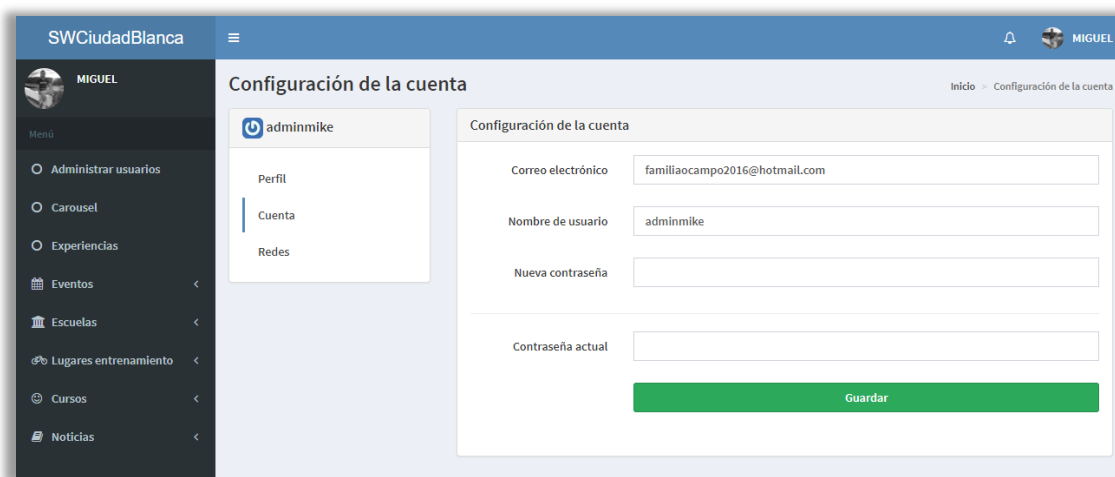 SWCiudadBlanca
MIGUEL
MIGUEL
Menú
Administrar usuarios
Carousel
Experiencias
Eventos
Escuelas
Lugares entrenamiento
Cursos
Noticias
Configuración de la cuenta
Inicio > Configuración de la cuenta
adminmike
Perfil
Cuenta
Redes
Configuración de la cuenta
Correo electrónico familiaocampo2016@hotmail.com
Nombre de usuario adminmike
Nueva contraseña
Contraseña actual
Guardar